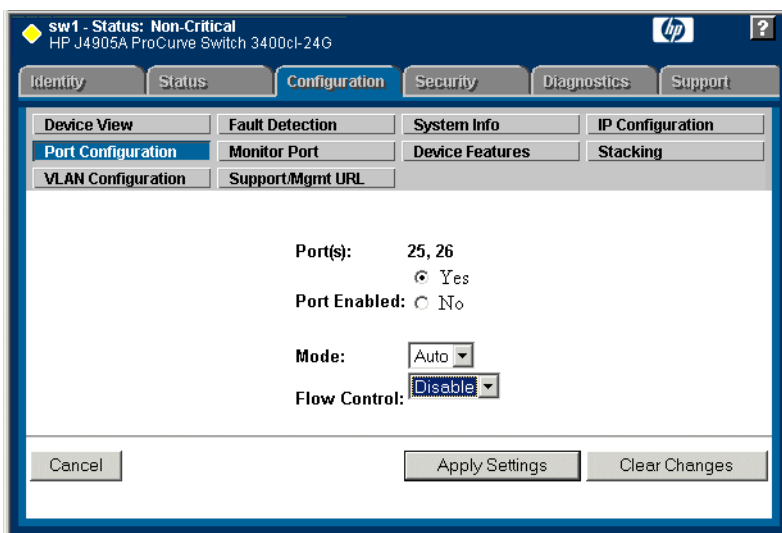 sw1 - Status: Non-Critical
HP J4905A ProCurve Switch 3400cl-24G
hp
?
Identity Status Configuration Security Diagnostics Support
Device View Fault Detection System Info IP Configuration
Port Configuration Monitor Port Device Features Stacking
VLAN Configuration Support/Mgmt URL
Port(s): 25, 26
Yes
Port Enabled: No
Mode: Auto
Flow Control: Disable
Cancel Apply Settings Clear Changes